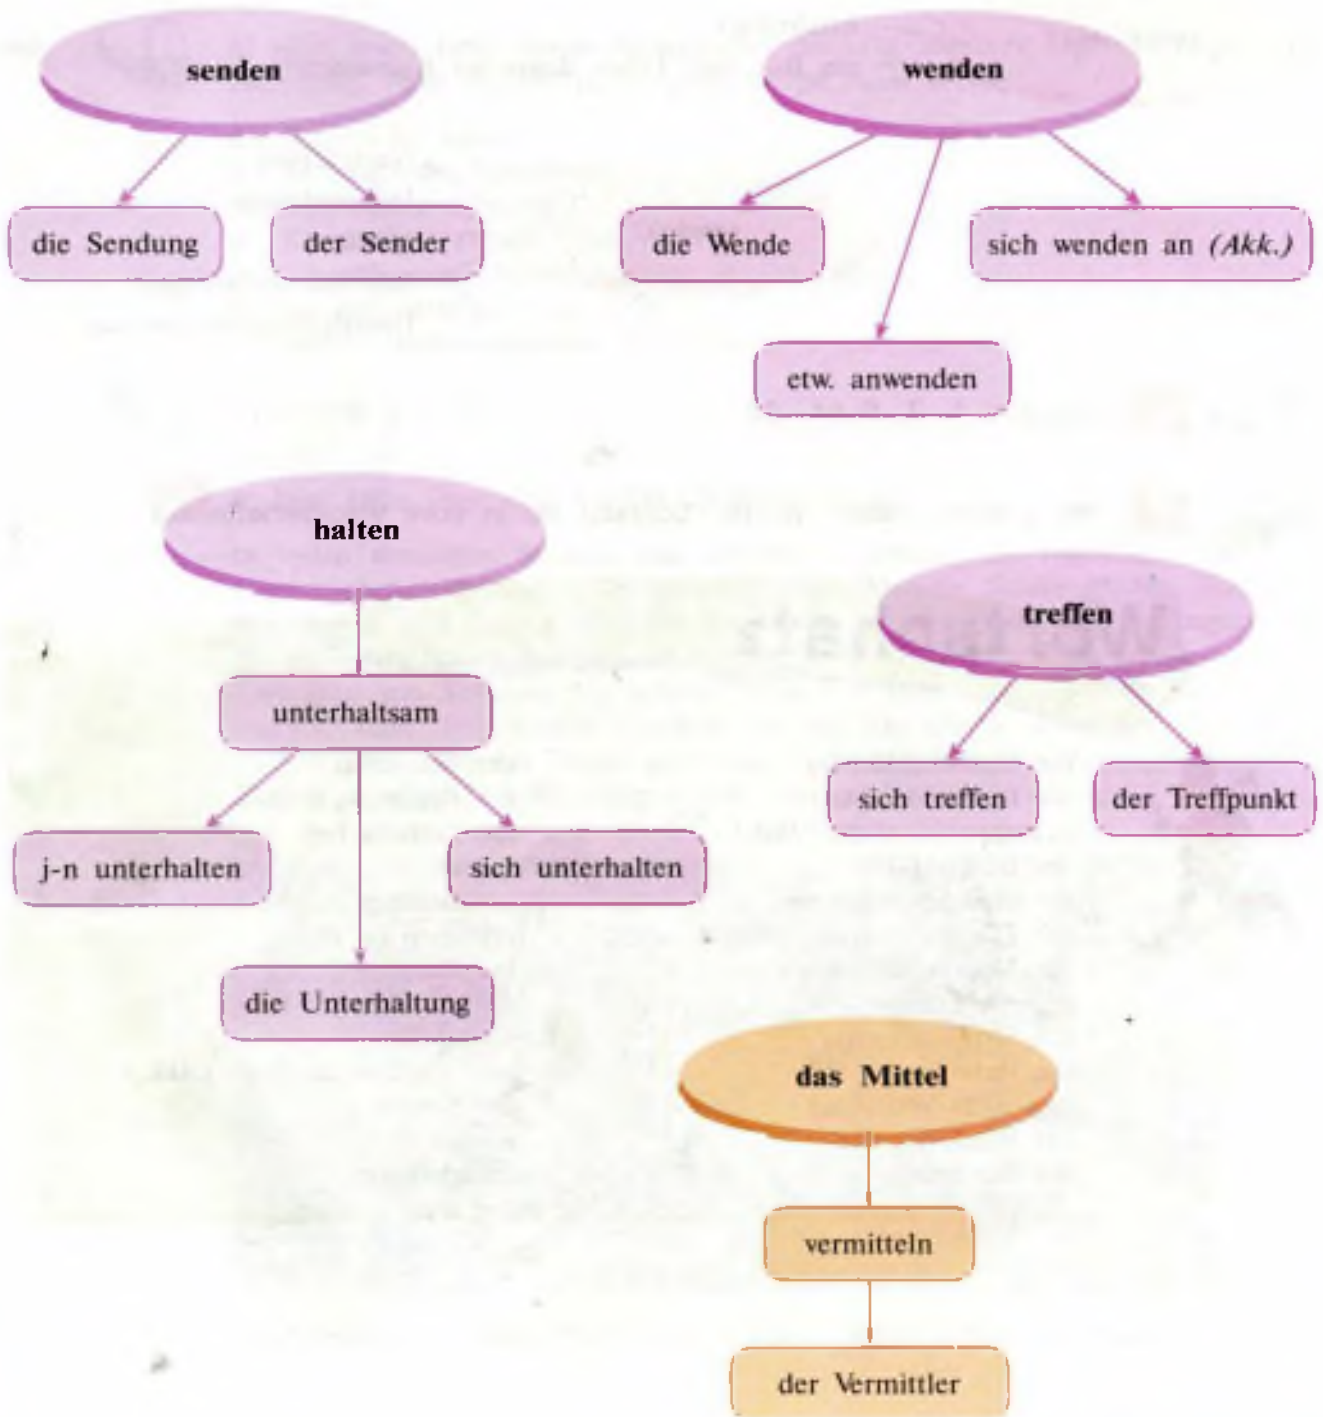 senden
die Sendung
der Sender
wenden
die Wende
sich wenden an (Akk.)
etw. anwenden
halten
unterhaltsam
j-n unterhalten
sich unterhalten
die Unterhaltung
treffen
sich treffen
der Treffpunkt
das Mittel
vermitteln
der Vermittler